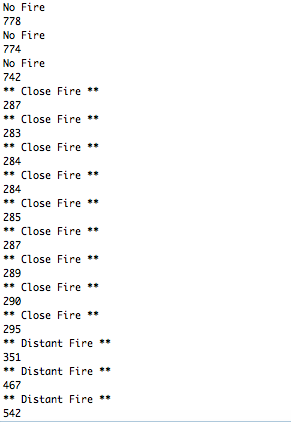 No Fire
778
No Fire
774
No Fire
742
** Close Fire **
287
** Close Fire **
283
** Close Fire **
284
** Close Fire **
284
** Close Fire **
285
** Close Fire **
287
** Close Fire **
289
** Close Fire **
290
** Close Fire **
295
** Distant Fire **
351
** Distant Fire **
467
** Distant Fire **
542